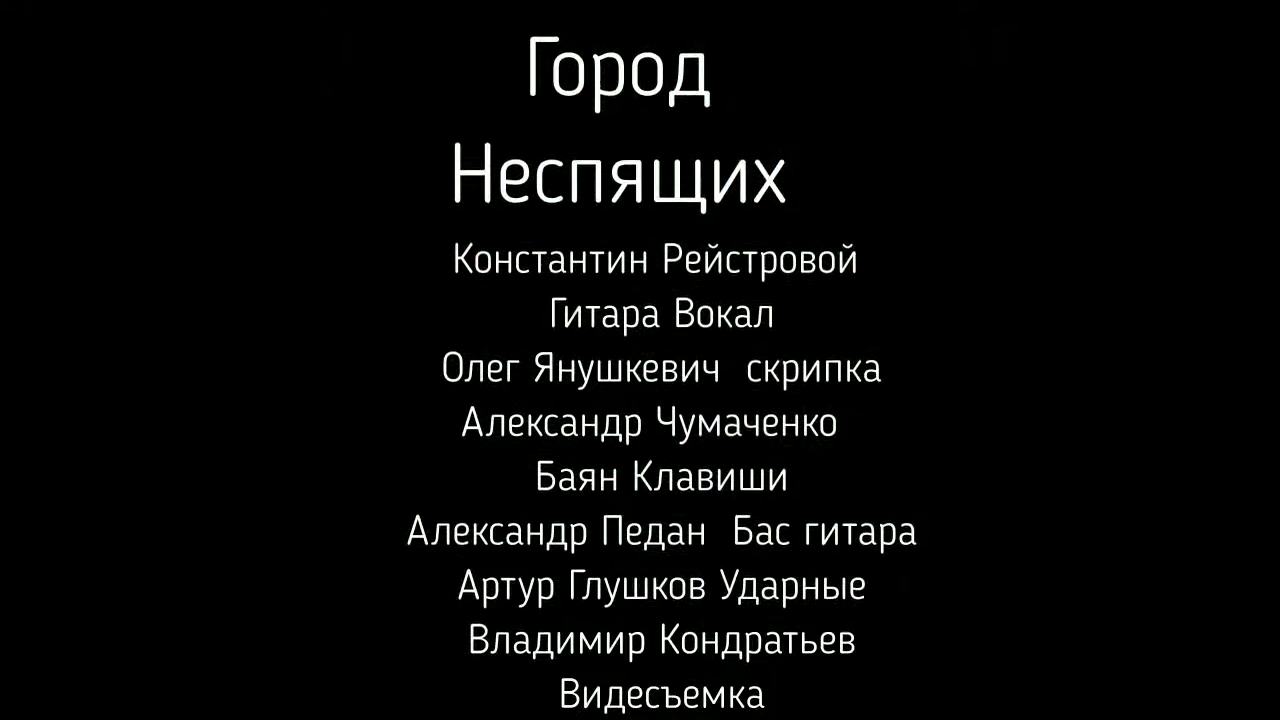 Город
Неспящих
Константин Рейстровой
Гитара Вокал
Олег Янушкевич скрипка
Александр Чумаченко
Баян Клавиши
Александр Педан Бас гитара
Артур Глушков Ударные
Владимир Кондратьев
Видесъемка